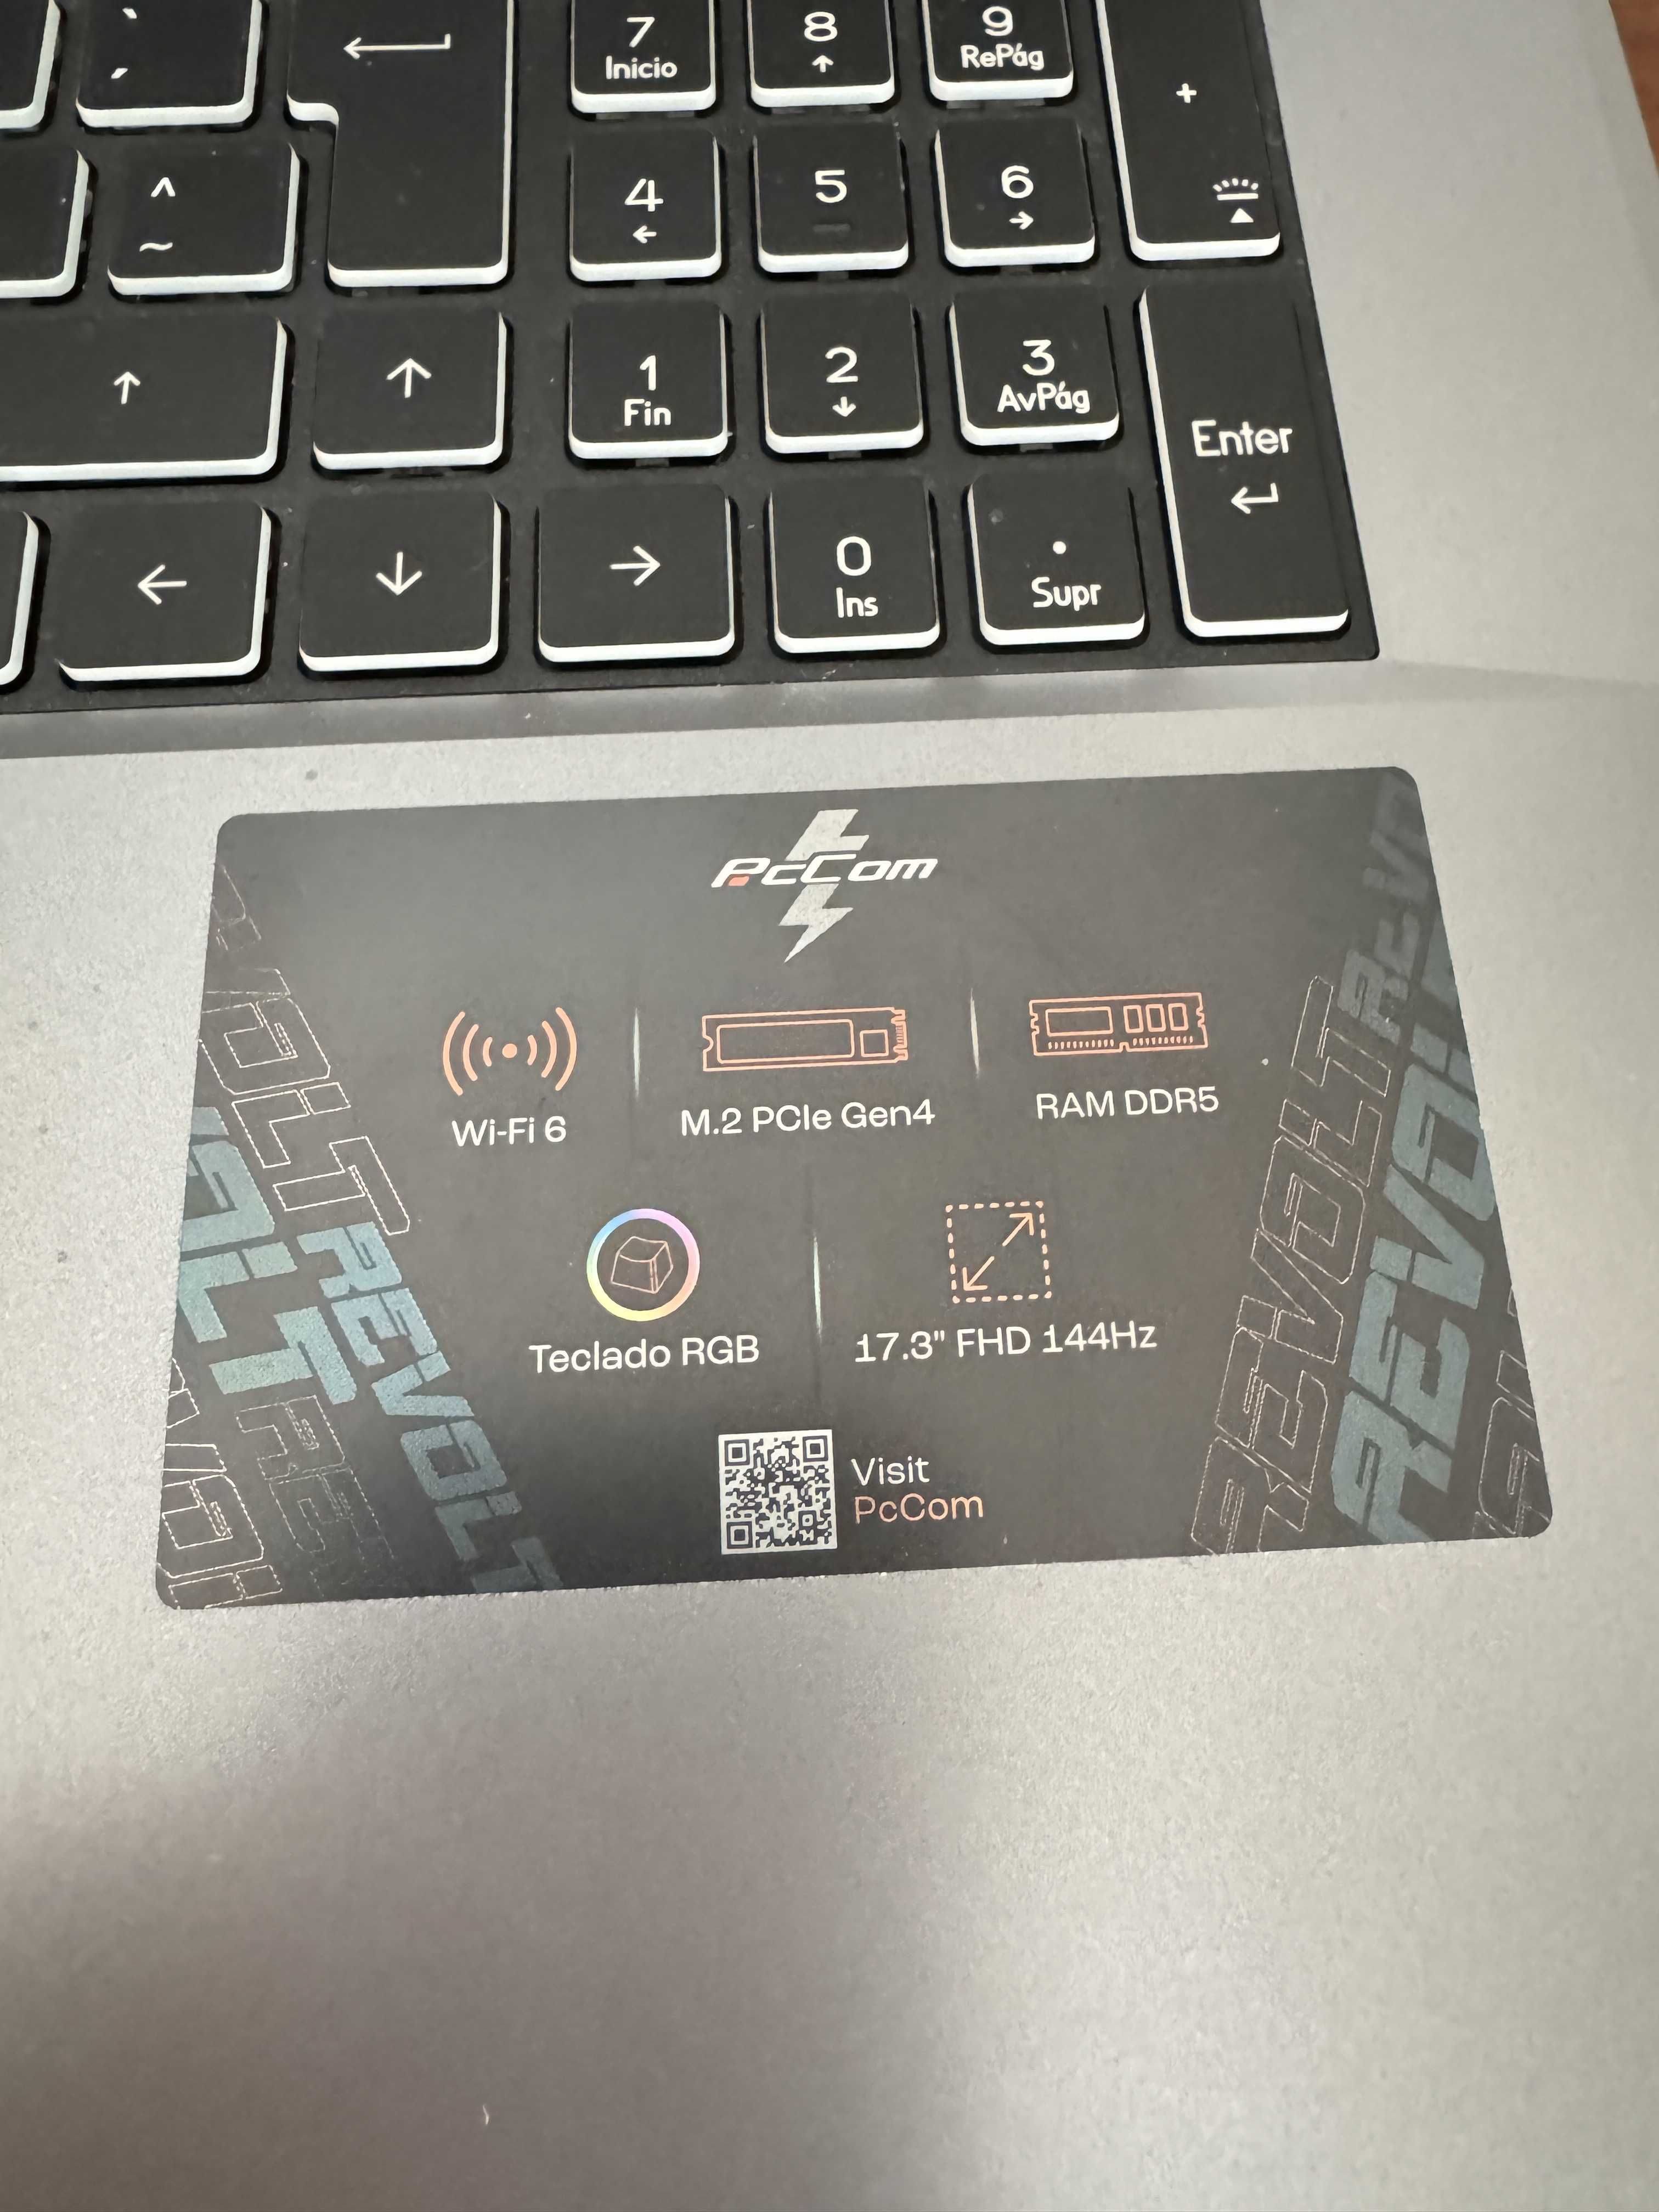 7 8 9
Inicio ↑ RePág
+
^ 4 5 6
~ ← →
↑ ↑ 1 2 3
Fin ↓ AvPág
Enter
← ↓ → 0 .
Ins Supr
PcCom
Wi-Fi 6
M.2 PCIe Gen4
RAM DDR5
Teclado RGB
17.3" FHD 144Hz
Visit
PcCom
REVOLT
REVOLT
REVOLT